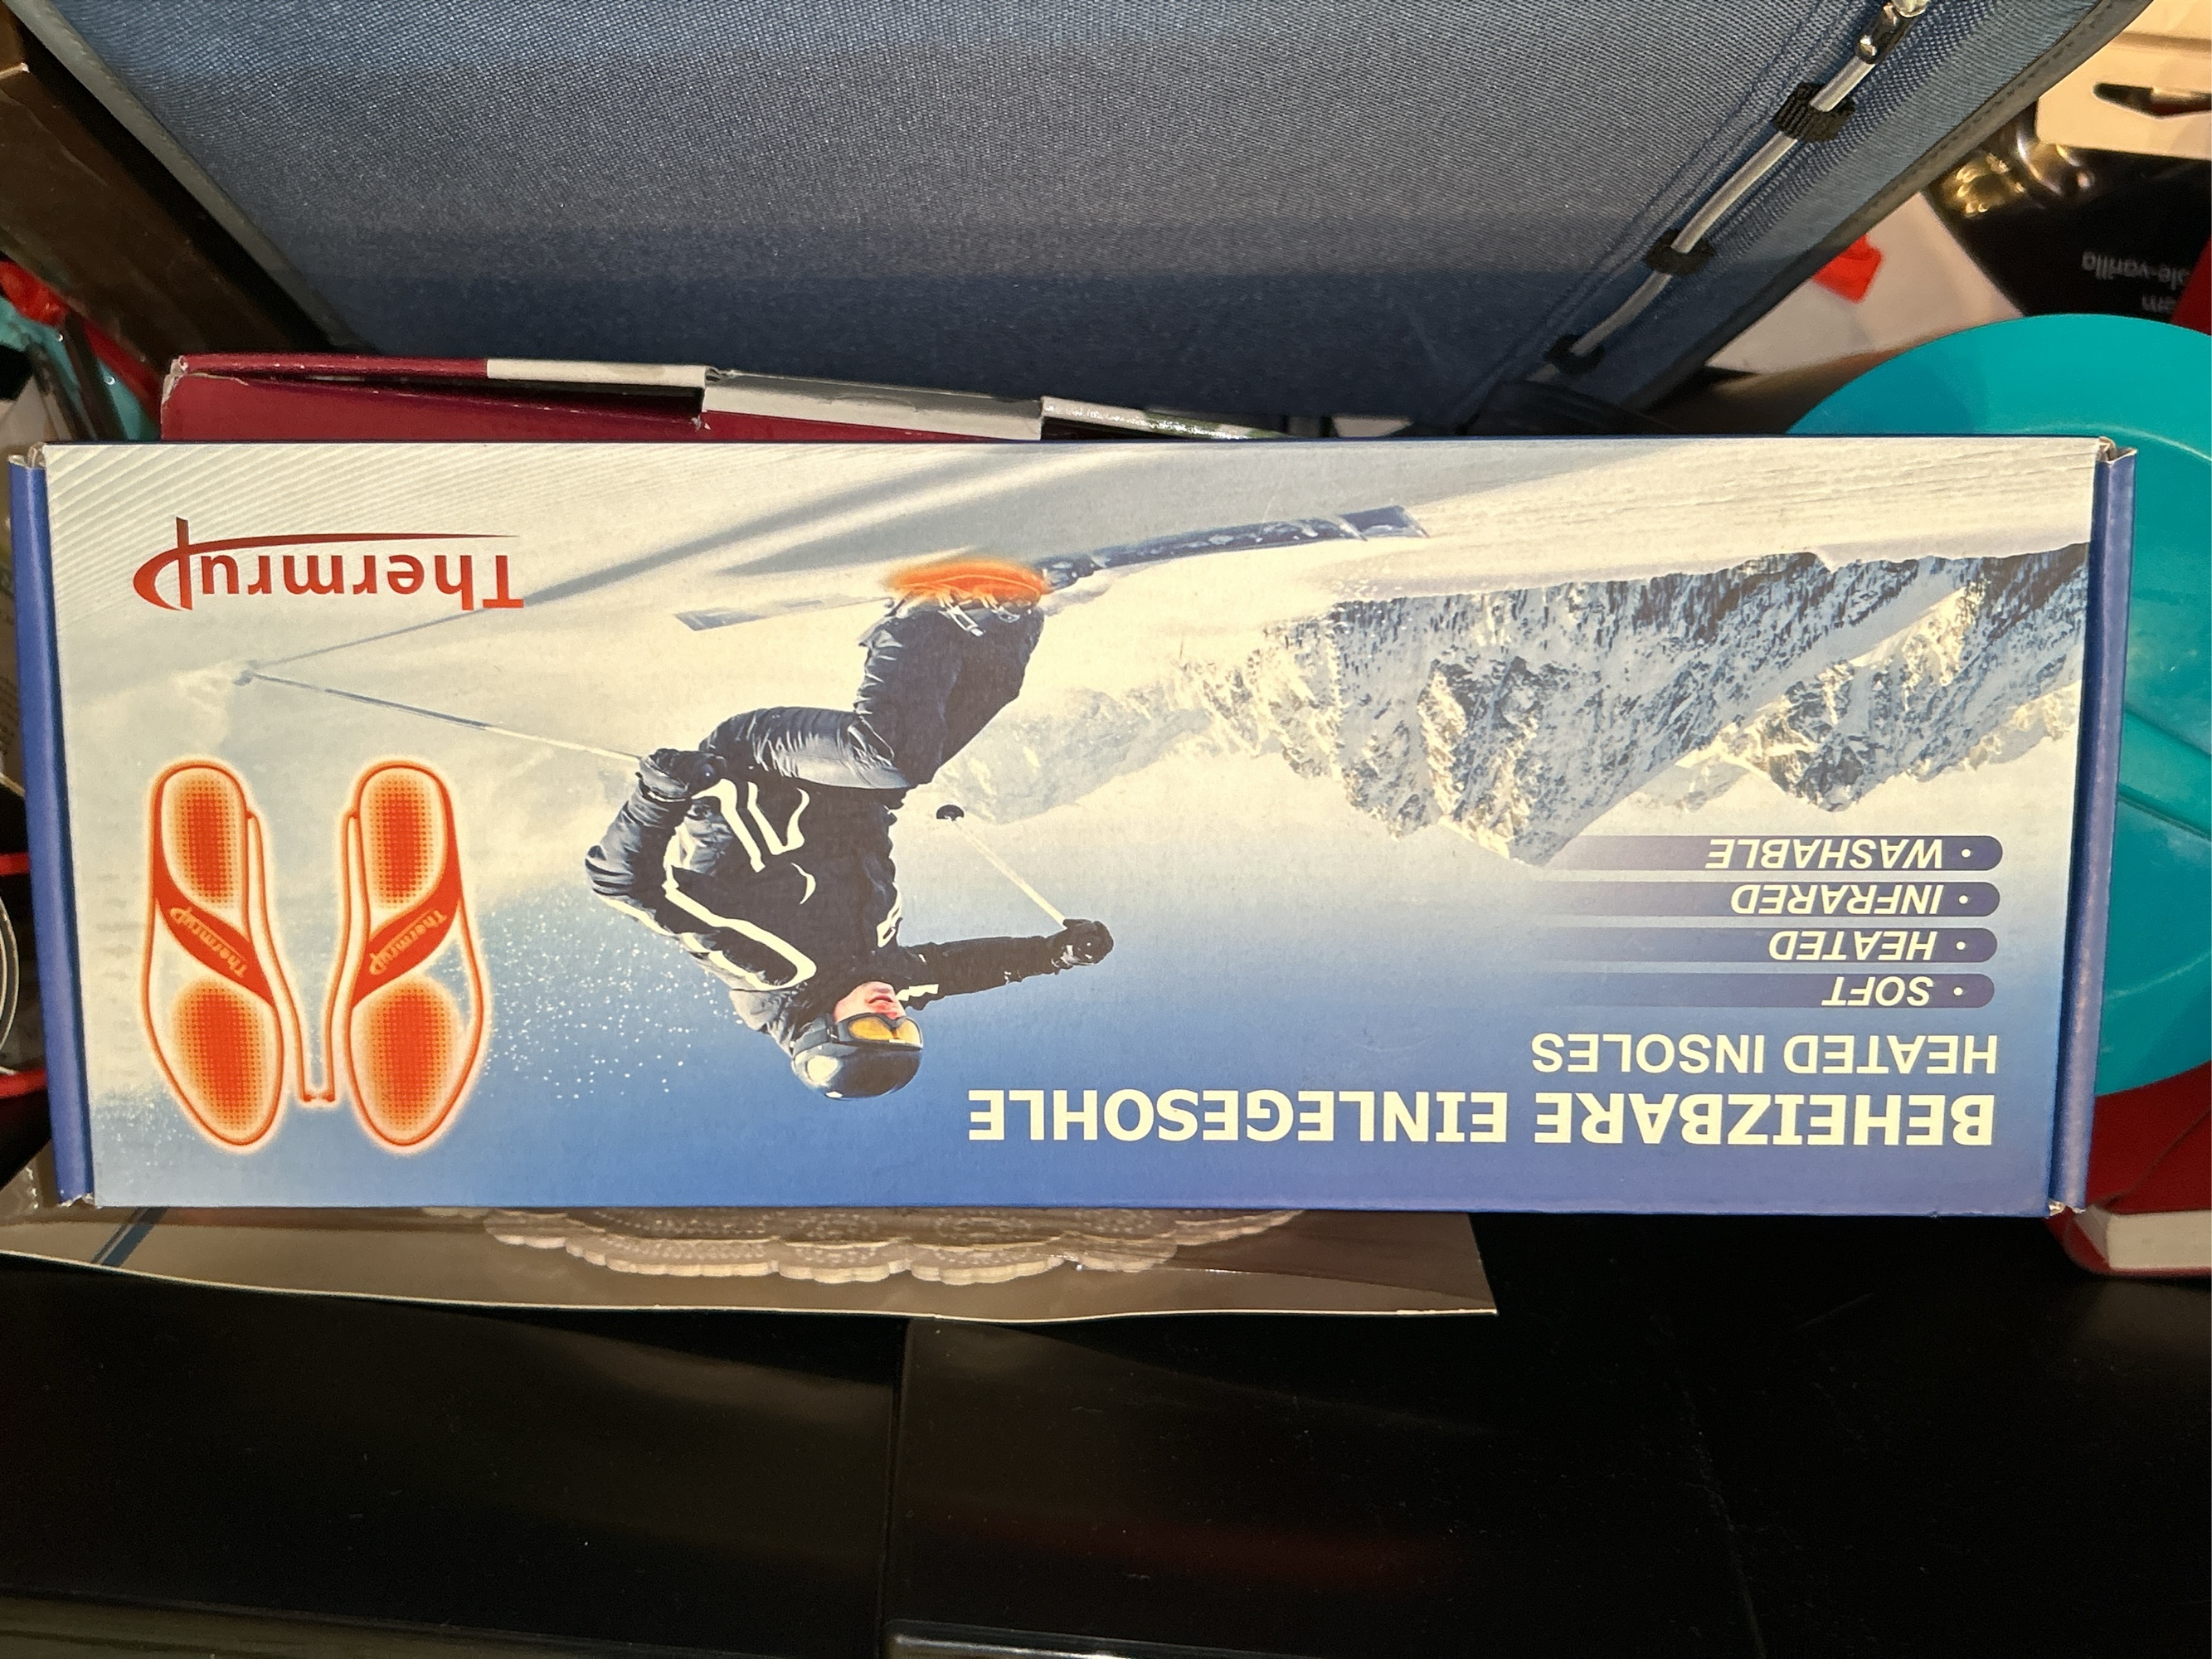 BEHEIZBARE EINLEGESOHLE
HEATED INSOLES
• SOFT
• HEATED
• INFRARED
• WASHABLE
Thermrup
Thermrup
Thermrup